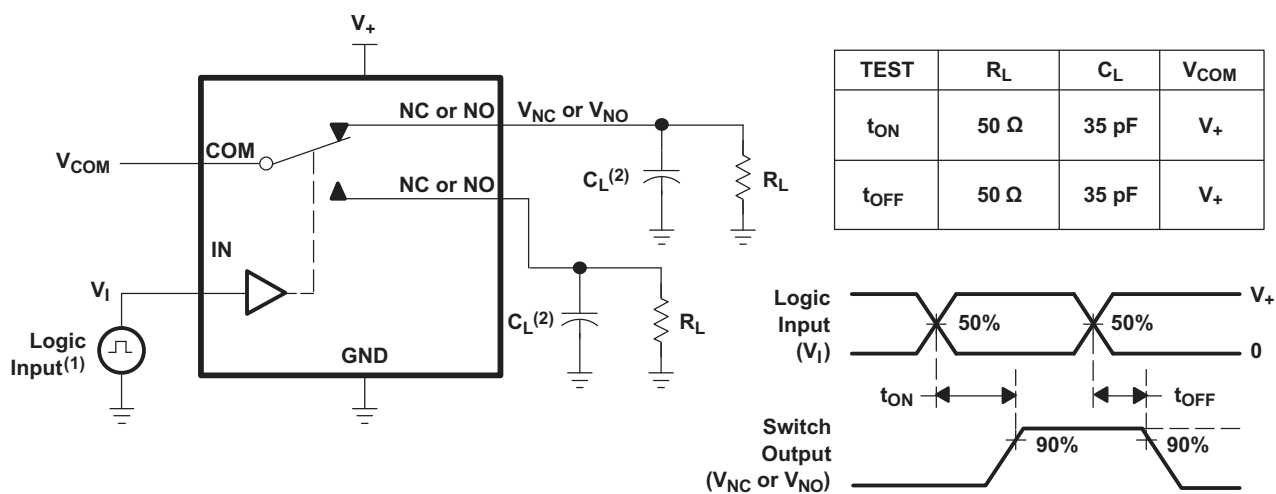 V+
NC or NO
VNC or VNO
COM
VCOM
CL(2)
RL
NC or NO
IN
VI
CL(2)
RL
Logic
Input(1)
GND
TEST RL CL VCOM
tON 50 Ω 35 pF V+
tOFF 50 Ω 35 pF V+
Logic
Input
(VI)
50%
50%
V+
0
tON
tOFF
Switch
Output
(VNC or VNO)
90%
90%